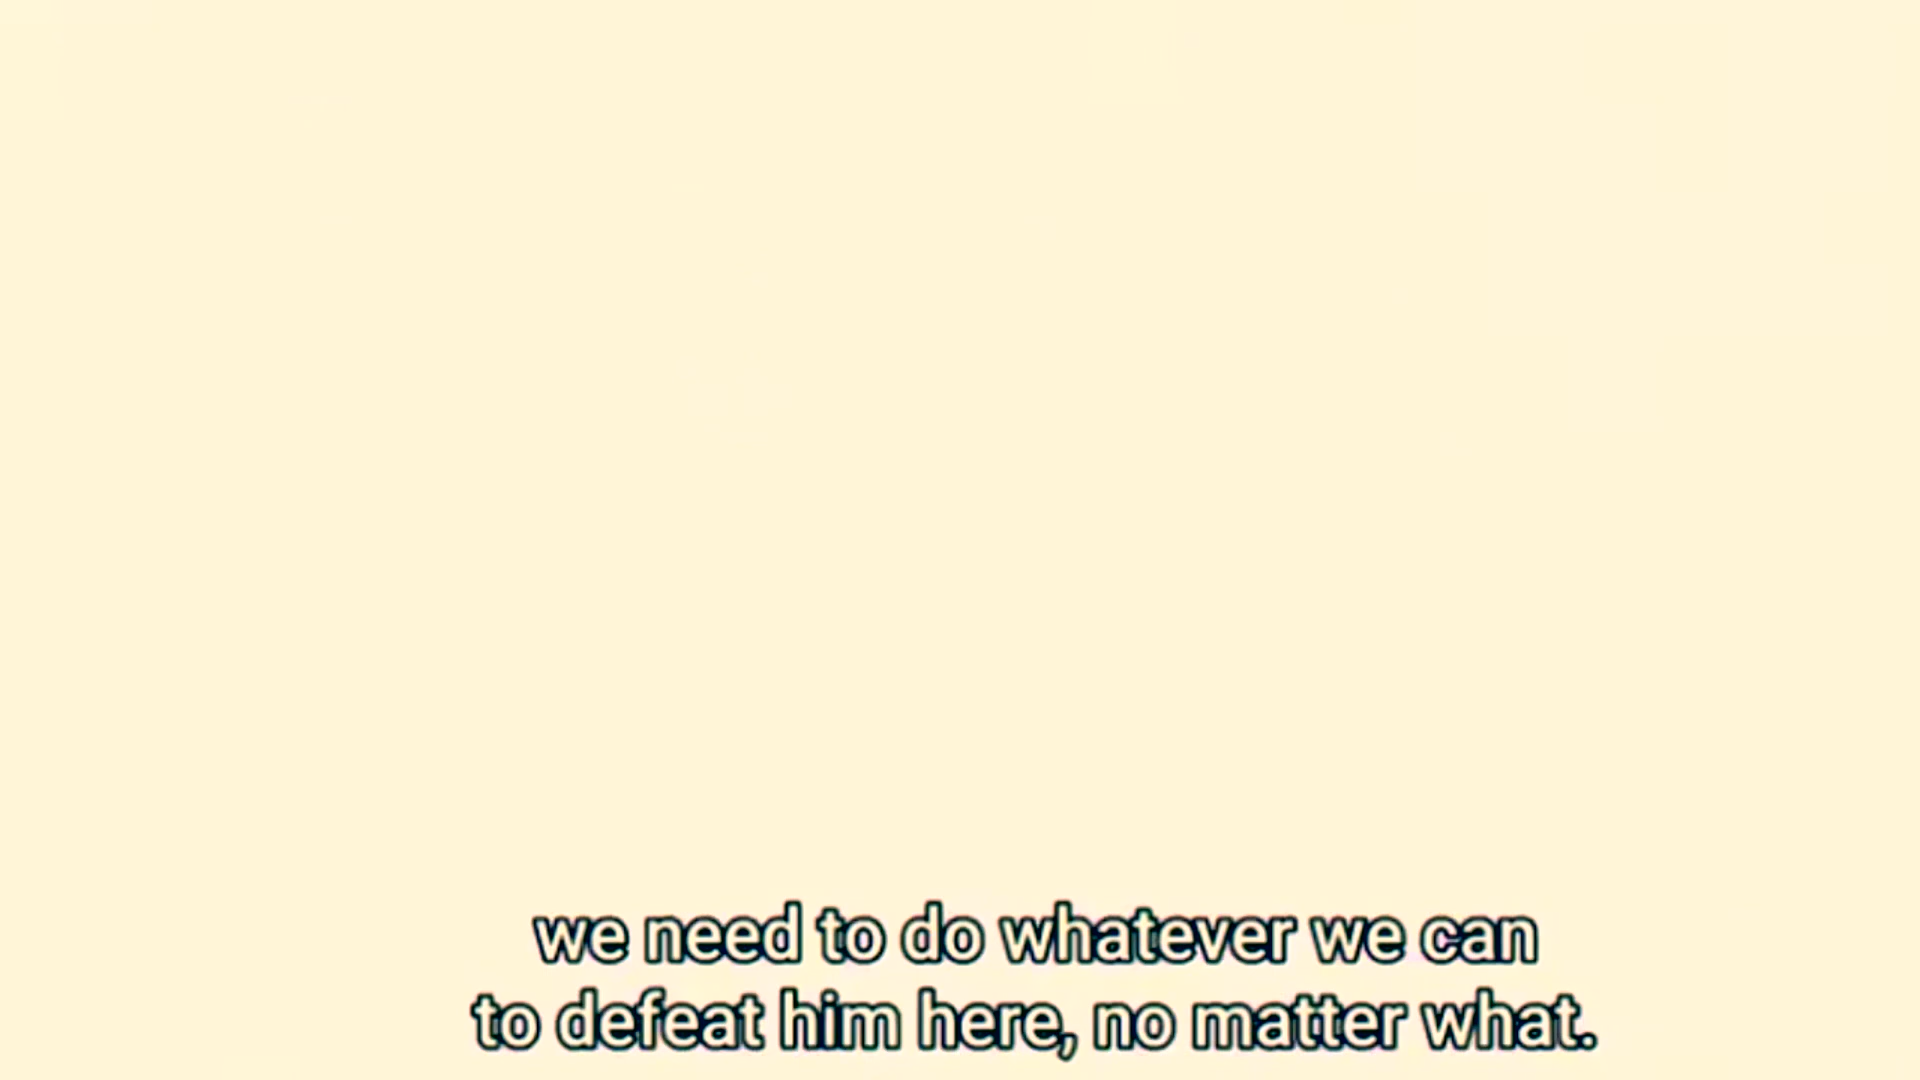 we need to do whatever we can
to defeat him here, no matter what.